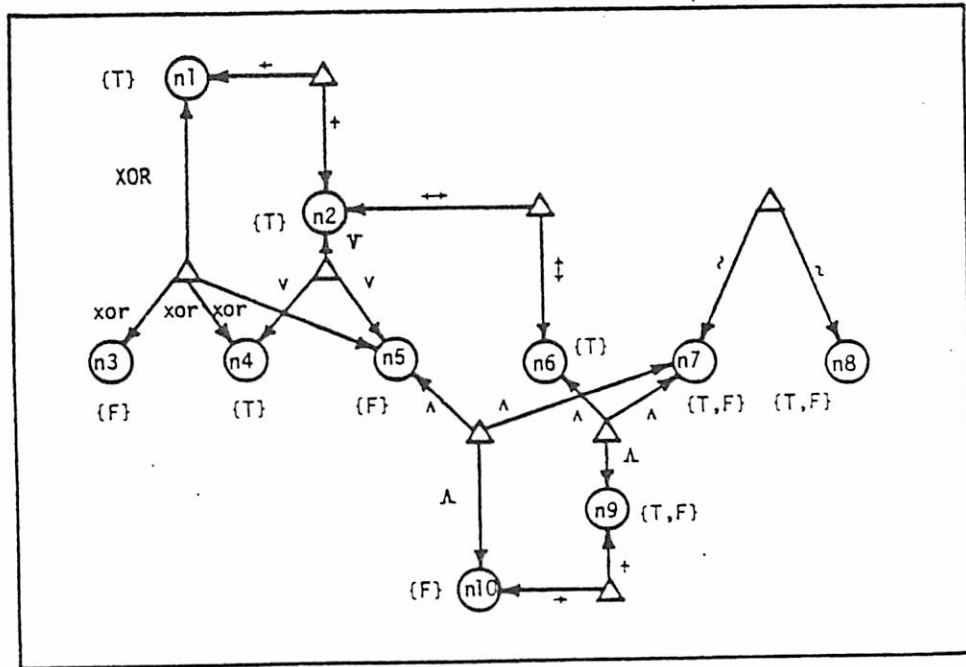 {T} n1 ←
+
XOR
{T} n2 ↔
V
‡
~ ~
xor xor xor v v
n3 n4 n5 n6 {T} n7 n8
{F} {T} {F} {T,F} {T,F}
∧ ∧ ∧ ∧
Λ Λ
n9 {T,F}
+
{F} n10 →